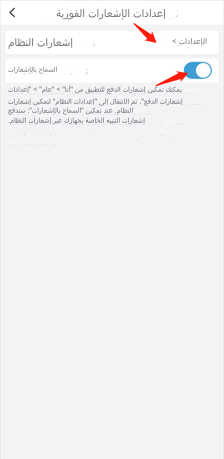 إعدادات الإشعارات الفورية
إشعارات النظام
الإعدادات >
السماح بالإشعارات
يمكنك تمكين إشعارات الدفع للتطبيق من "أنا" > "عام" > "إعدادات
إشعارات الدفع"، ثم الانتقال إلى "إعدادات النظام" لتمكين إشعارات
النظام. عند تمكين "السماح بالإشعارات"، سندفع
إشعارات التنبيه الخاصة بجهازك عبر إشعارات النظام.